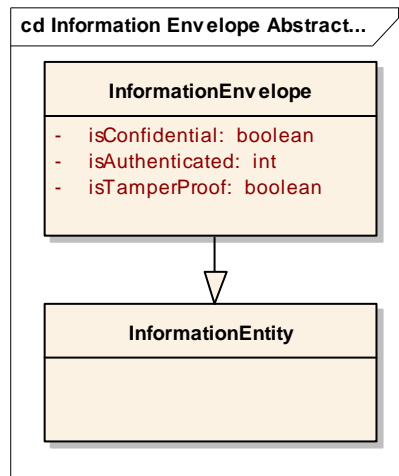 cd Information Envelope Abstract...
InformationEnvelope
- isConfidential: boolean
- isAuthenticated: int
- isTamperProof: boolean
InformationEntity